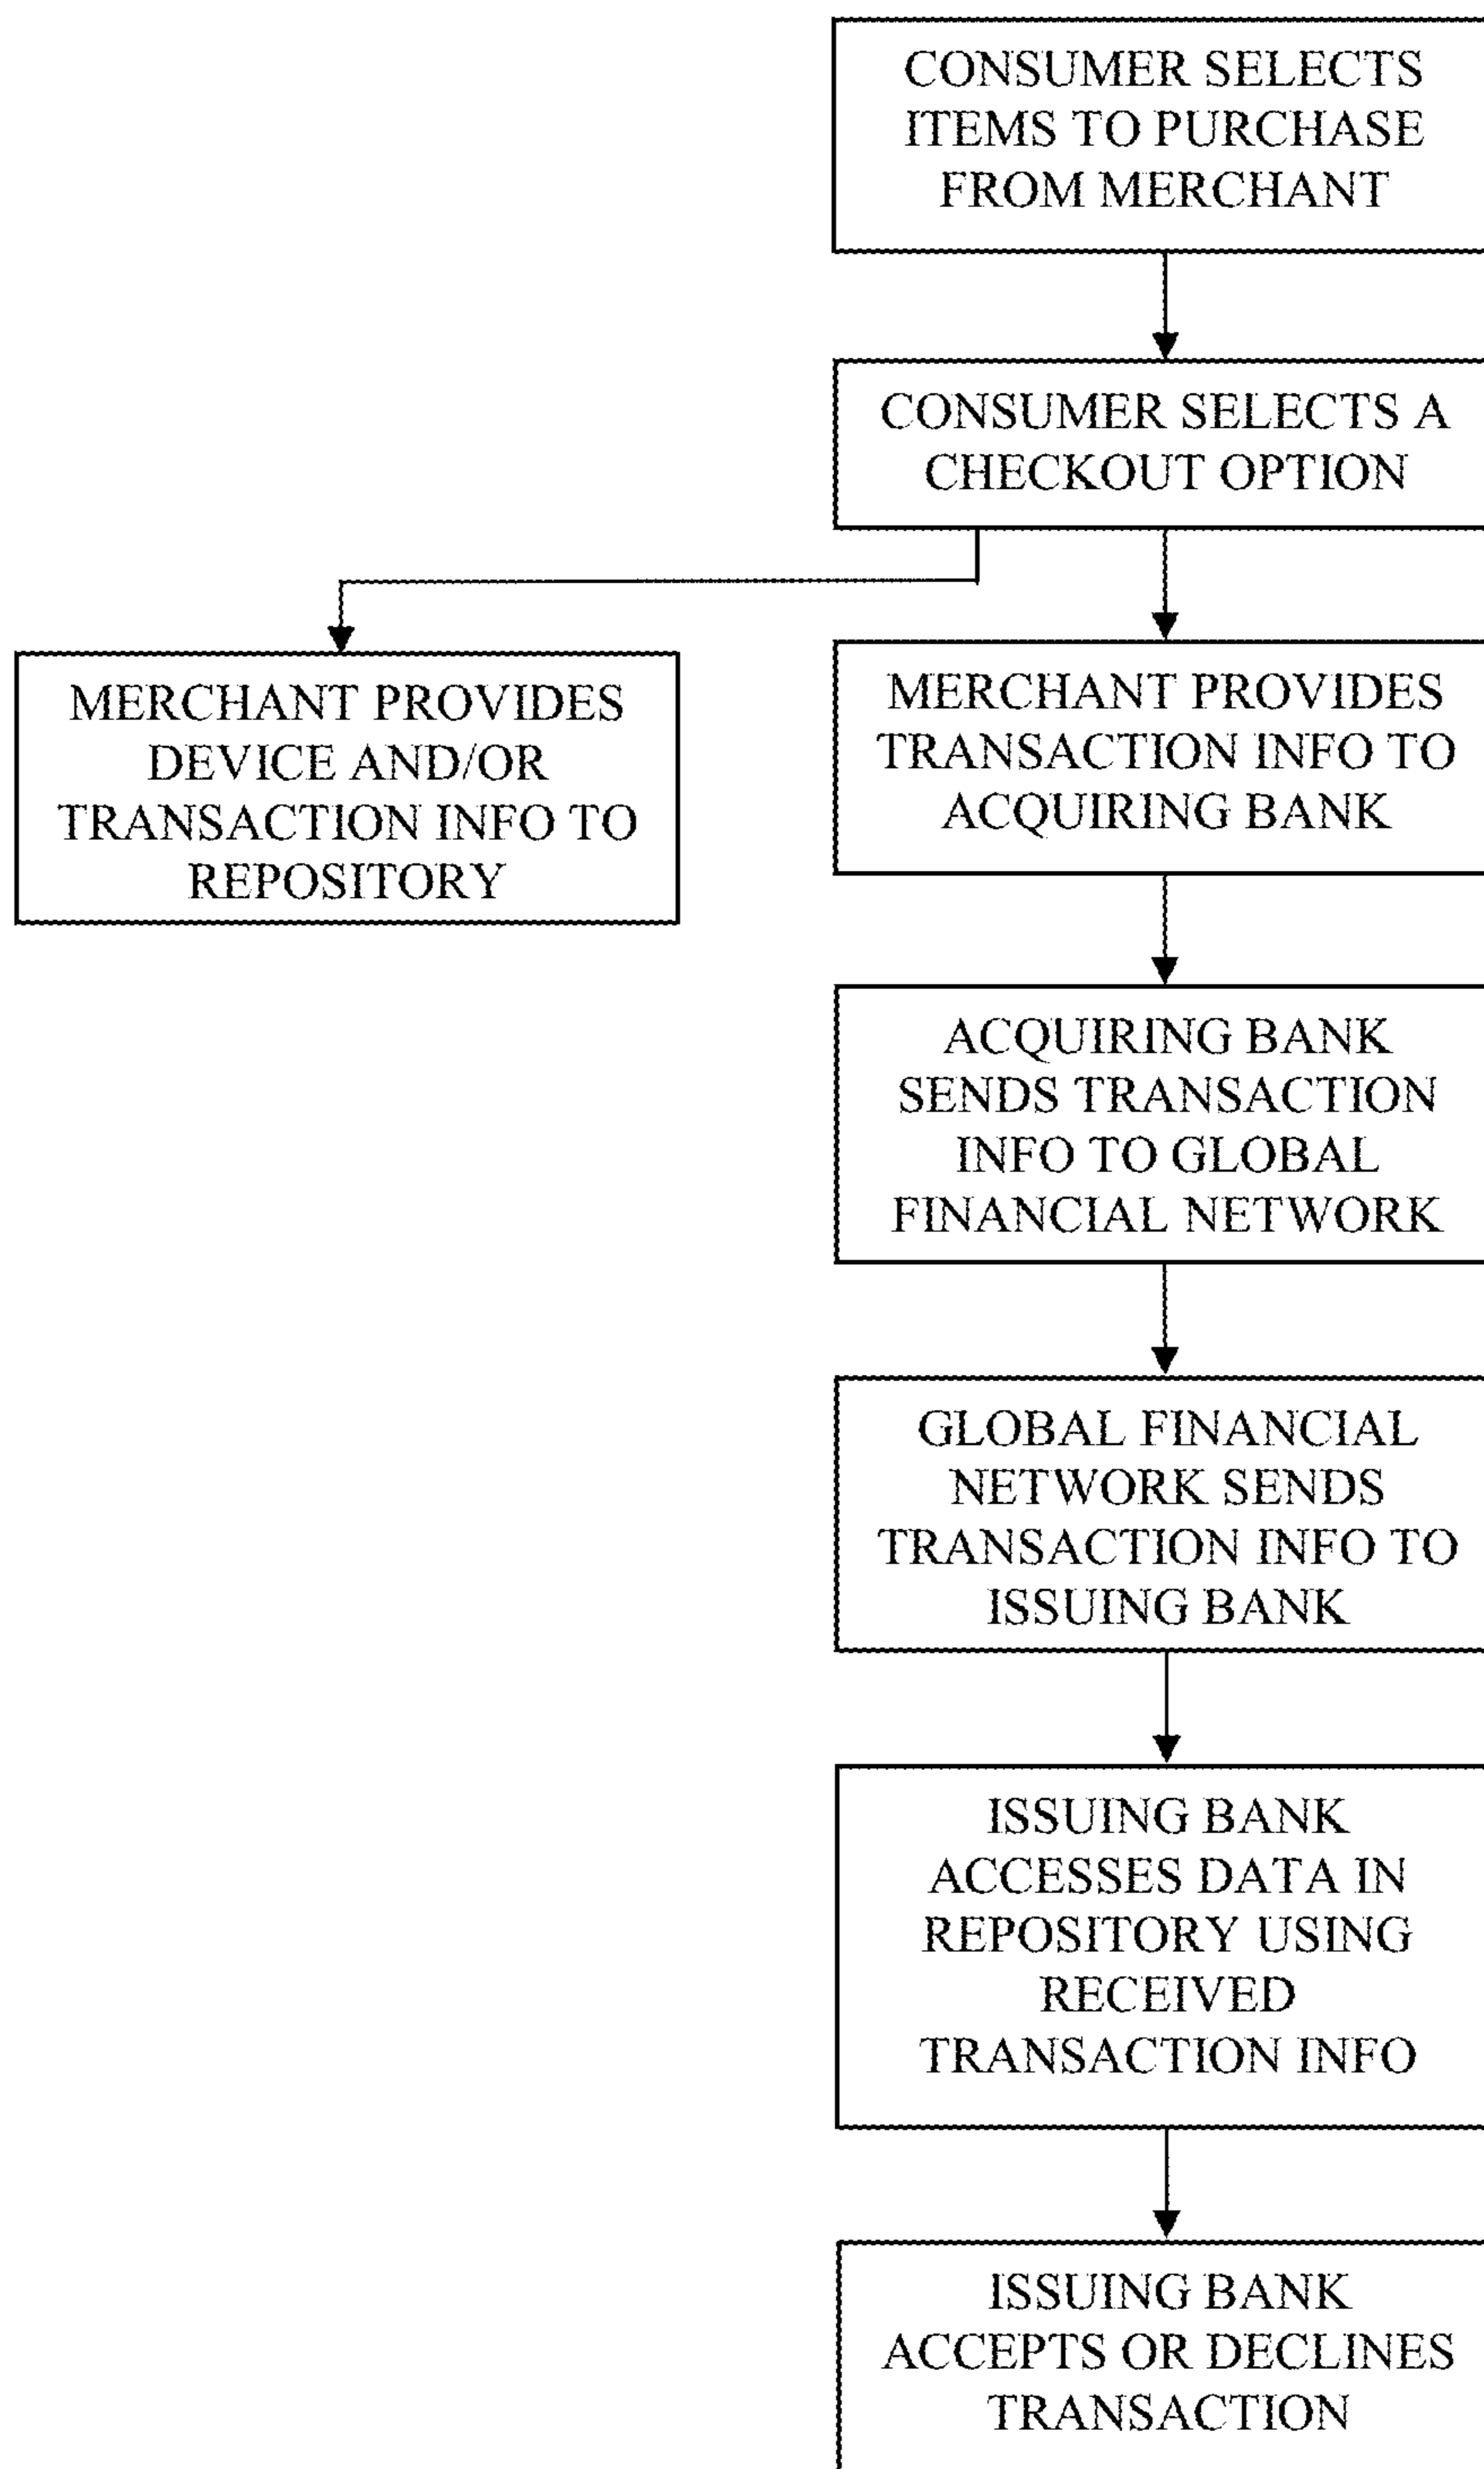 CONSUMER SELECTS
ITEMS TO PURCHASE
FROM MERCHANT
CONSUMER SELECTS A
CHECKOUT OPTION
MERCHANT PROVIDES
DEVICE AND/OR
TRANSACTION INFO TO
REPOSITORY
MERCHANT PROVIDES
TRANSACTION INFO TO
ACQUIRING BANK
ACQUIRING BANK
SENDS TRANSACTION
INFO TO GLOBAL
FINANCIAL NETWORK
GLOBAL FINANCIAL
NETWORK SENDS
TRANSACTION INFO TO
ISSUING BANK
ISSUING BANK
ACCESSES DATA IN
REPOSITORY USING
RECEIVED
TRANSACTION INFO
ISSUING BANK
ACCEPTS OR DECLINES
TRANSACTION